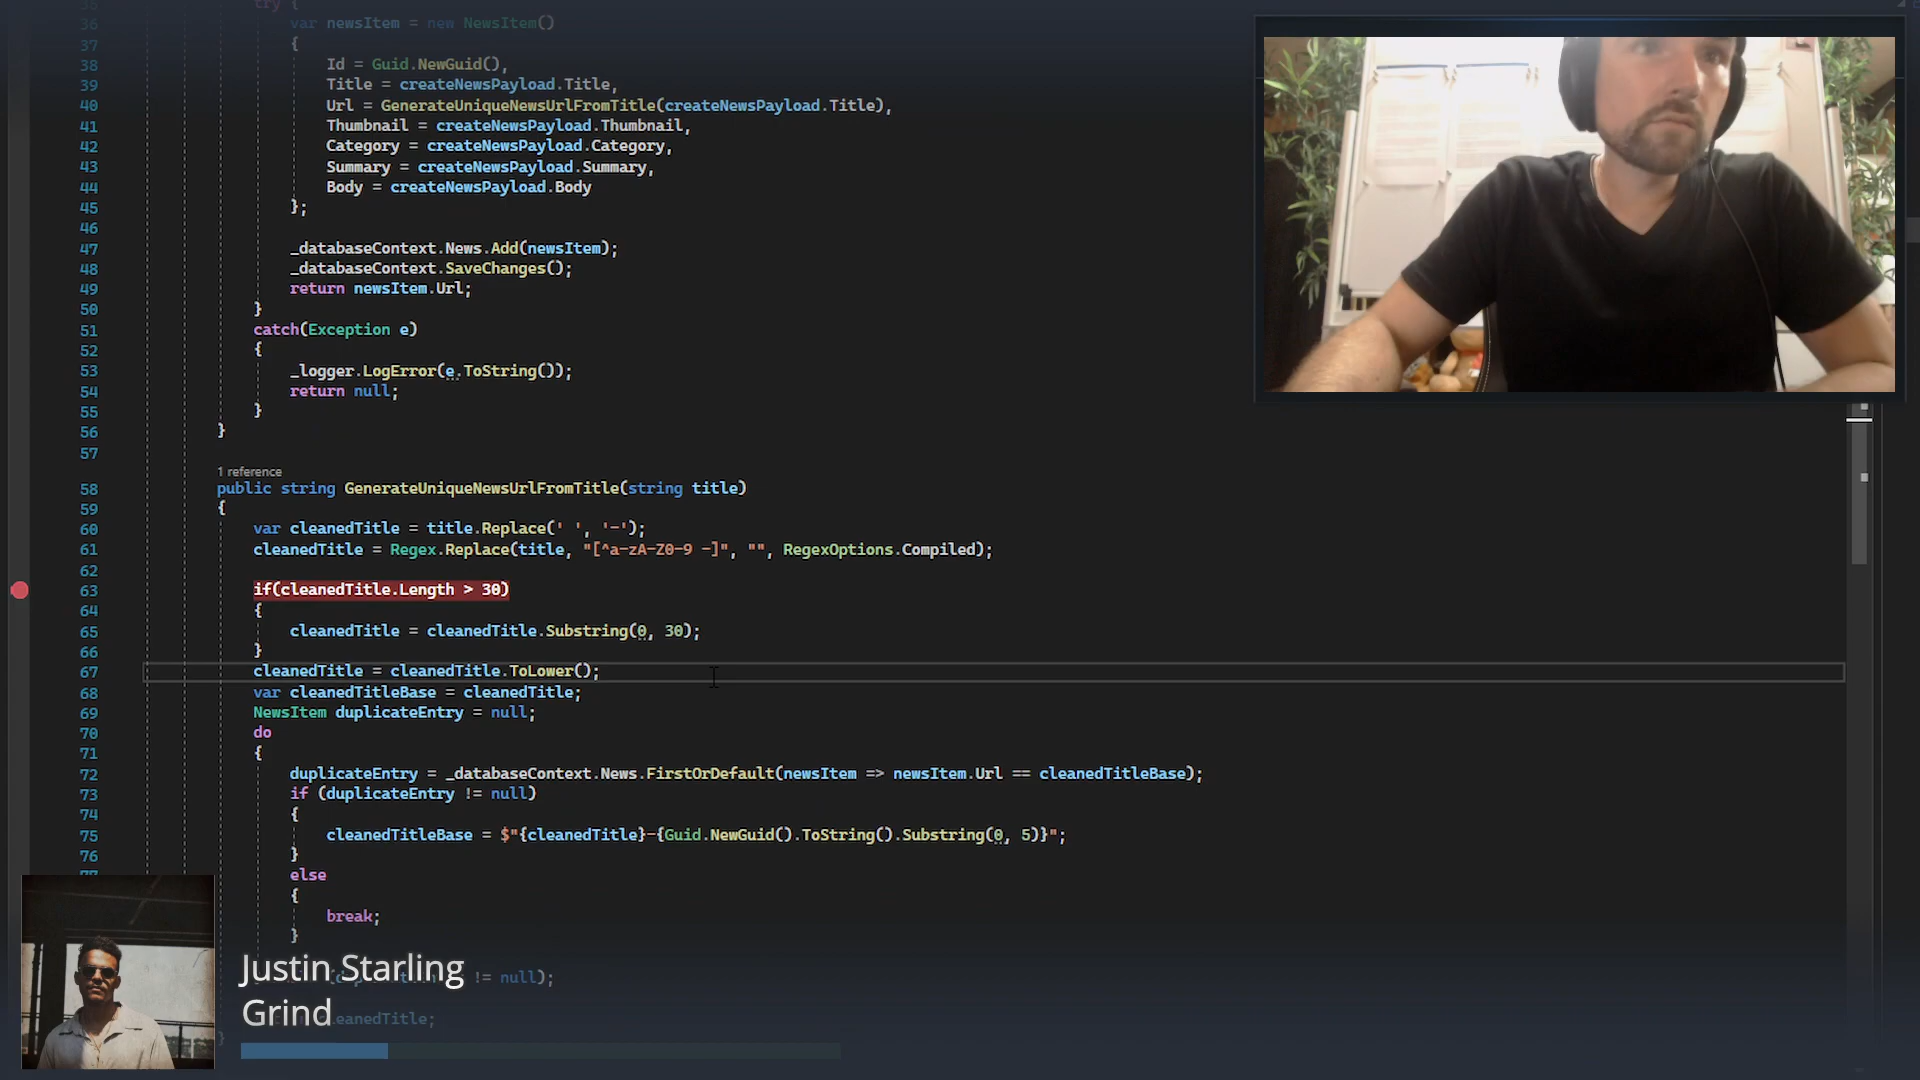 35 try {
36 var newsItem = new NewsItem()
37 {
38 Id = Guid.NewGuid(),
39 Title = createNewsPayload.Title,
40 Url = GenerateUniqueNewsUrlFromTitle(createNewsPayload.Title),
41 Thumbnail = createNewsPayload.Thumbnail,
42 Category = createNewsPayload.Category,
43 Summary = createNewsPayload.Summary,
44 Body = createNewsPayload.Body
45 };
46
47 _databaseContext.News.Add(newsItem);
48 _databaseContext.SaveChanges();
49 return newsItem.Url;
50 }
51 catch(Exception e)
52 {
53 _logger.LogError(e.ToString());
54 return null;
55 }
56 }
57
1 reference
58 public string GenerateUniqueNewsUrlFromTitle(string title)
59 {
60 var cleanedTitle = title.Replace(' ', '-');
61 cleanedTitle = Regex.Replace(title, "[^a-zA-Z0-9 -]", "", RegexOptions.Compiled);
62
63 if(cleanedTitle.Length > 30)
64 {
65 cleanedTitle = cleanedTitle.Substring(0, 30);
66 }
67 cleanedTitle = cleanedTitle.ToLower();
68 var cleanedTitleBase = cleanedTitle;
69 NewsItem duplicateEntry = null;
70 do
71 {
72 duplicateEntry = _databaseContext.News.FirstOrDefault(newsItem => newsItem.Url == cleanedTitleBase);
73 if (duplicateEntry != null)
74 {
75 cleanedTitleBase = $"{cleanedTitle}-{Guid.NewGuid().ToString().Substring(0, 5)}";
76 }
77 else
{
break;
}
!= null);
eanedTitle;
}
Justin Starling
Grind